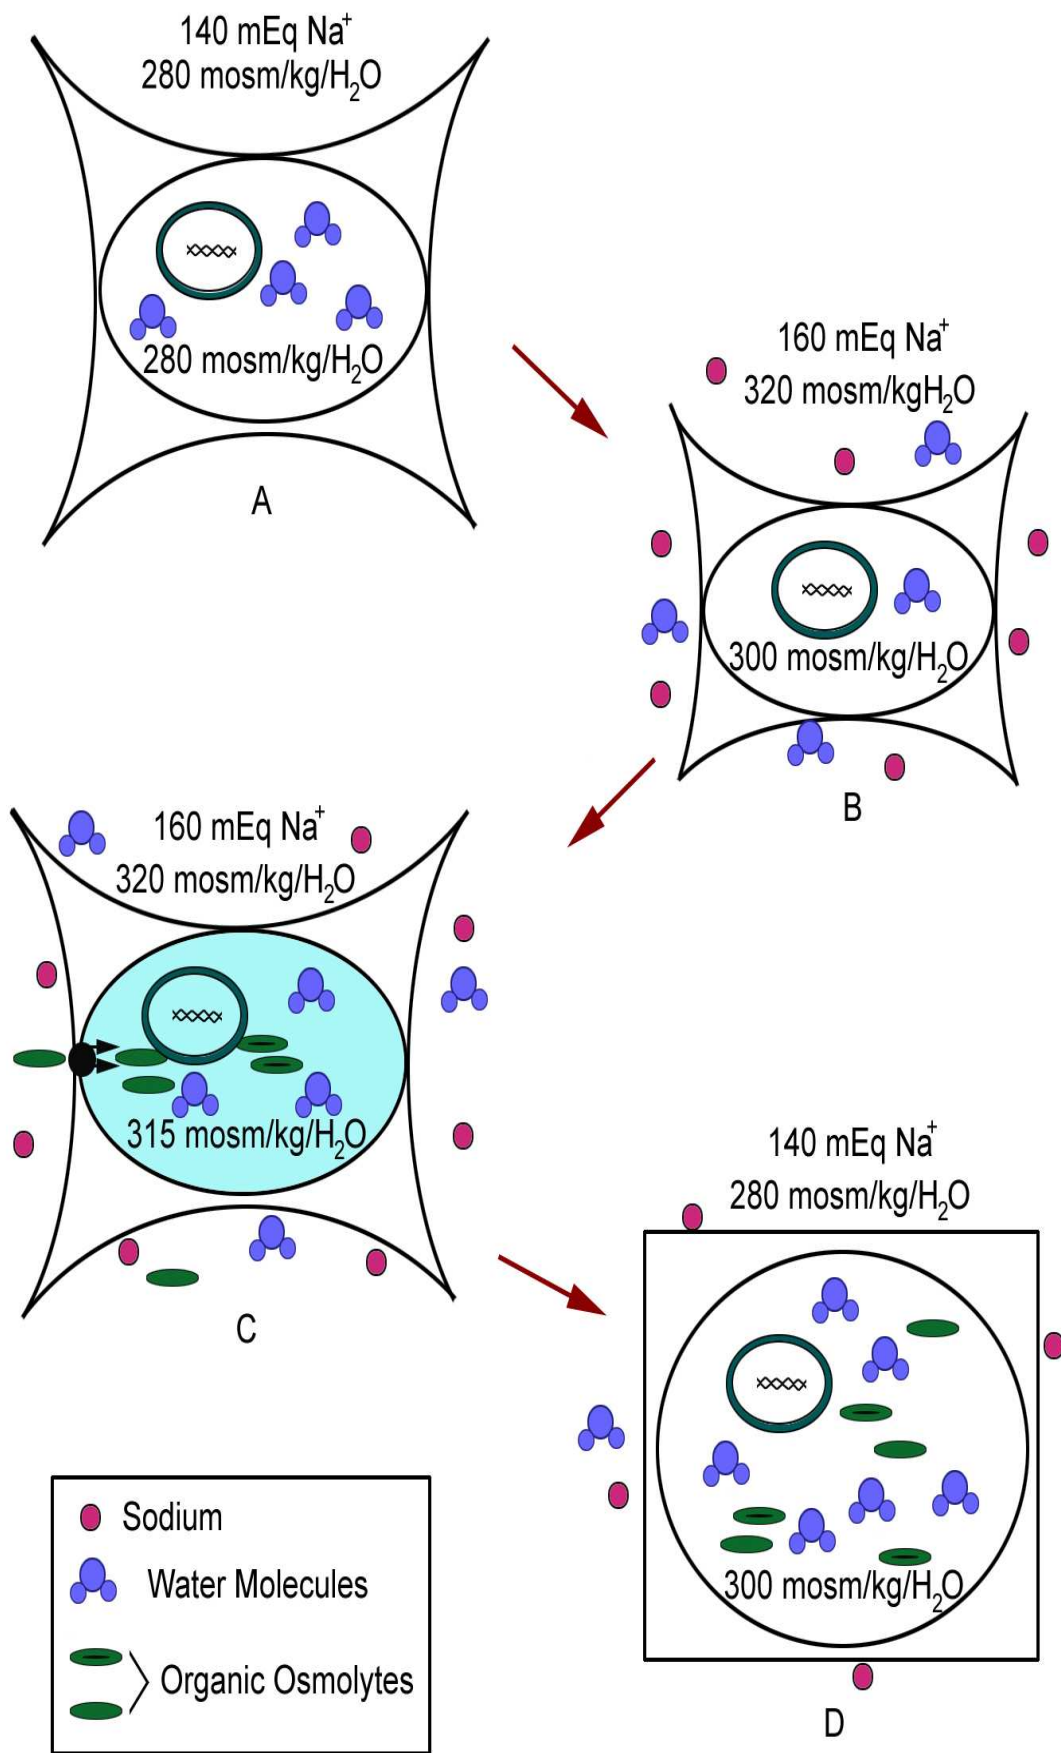 140 mEq Na⁺
280 mosm/kg/H₂O
280 mosm/kg/H₂O
A
160 mEq Na⁺
320 mosm/kgH₂O
300 mosm/kg/H₂O
B
160 mEq Na⁺
320 mosm/kg/H₂O
315 mosm/kg/H₂O
C
140 mEq Na⁺
280 mosm/kg/H₂O
300 mosm/kg/H₂O
D
Sodium
Water Molecules
Organic Osmolytes